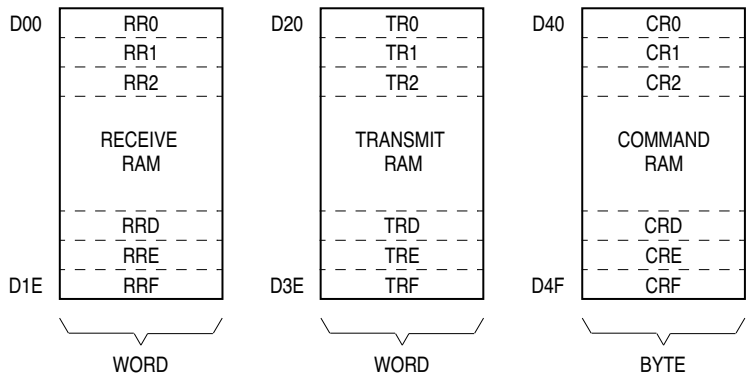 D00 RR0 D20 TR0 D40 CR0
RR1 TR1 CR1
RR2 TR2 CR2
RECEIVE
RAM
TRANSMIT
RAM
COMMAND
RAM
RRD TRD CRD
RRE TRE CRE
D1E RRF D3E TRF D4F CRF
WORD WORD BYTE